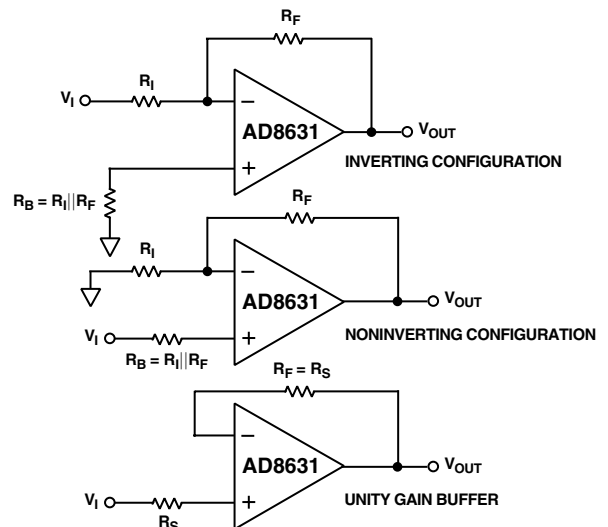 R_F
R_I
V_I
−
AD8631
V_OUT
+
INVERTING CONFIGURATION
R_B = R_I||R_F
R_F
R_I
−
AD8631
V_OUT
V_I
+
NONINVERTING CONFIGURATION
R_B = R_I||R_F
R_F = R_S
−
AD8631
V_OUT
V_I
+
UNITY GAIN BUFFER
R_S